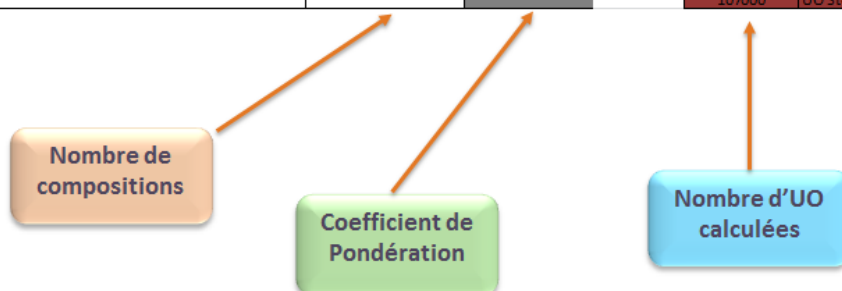 Nombre de
compositions
Coefficient de
Pondération
Nombre d'UO
calculées